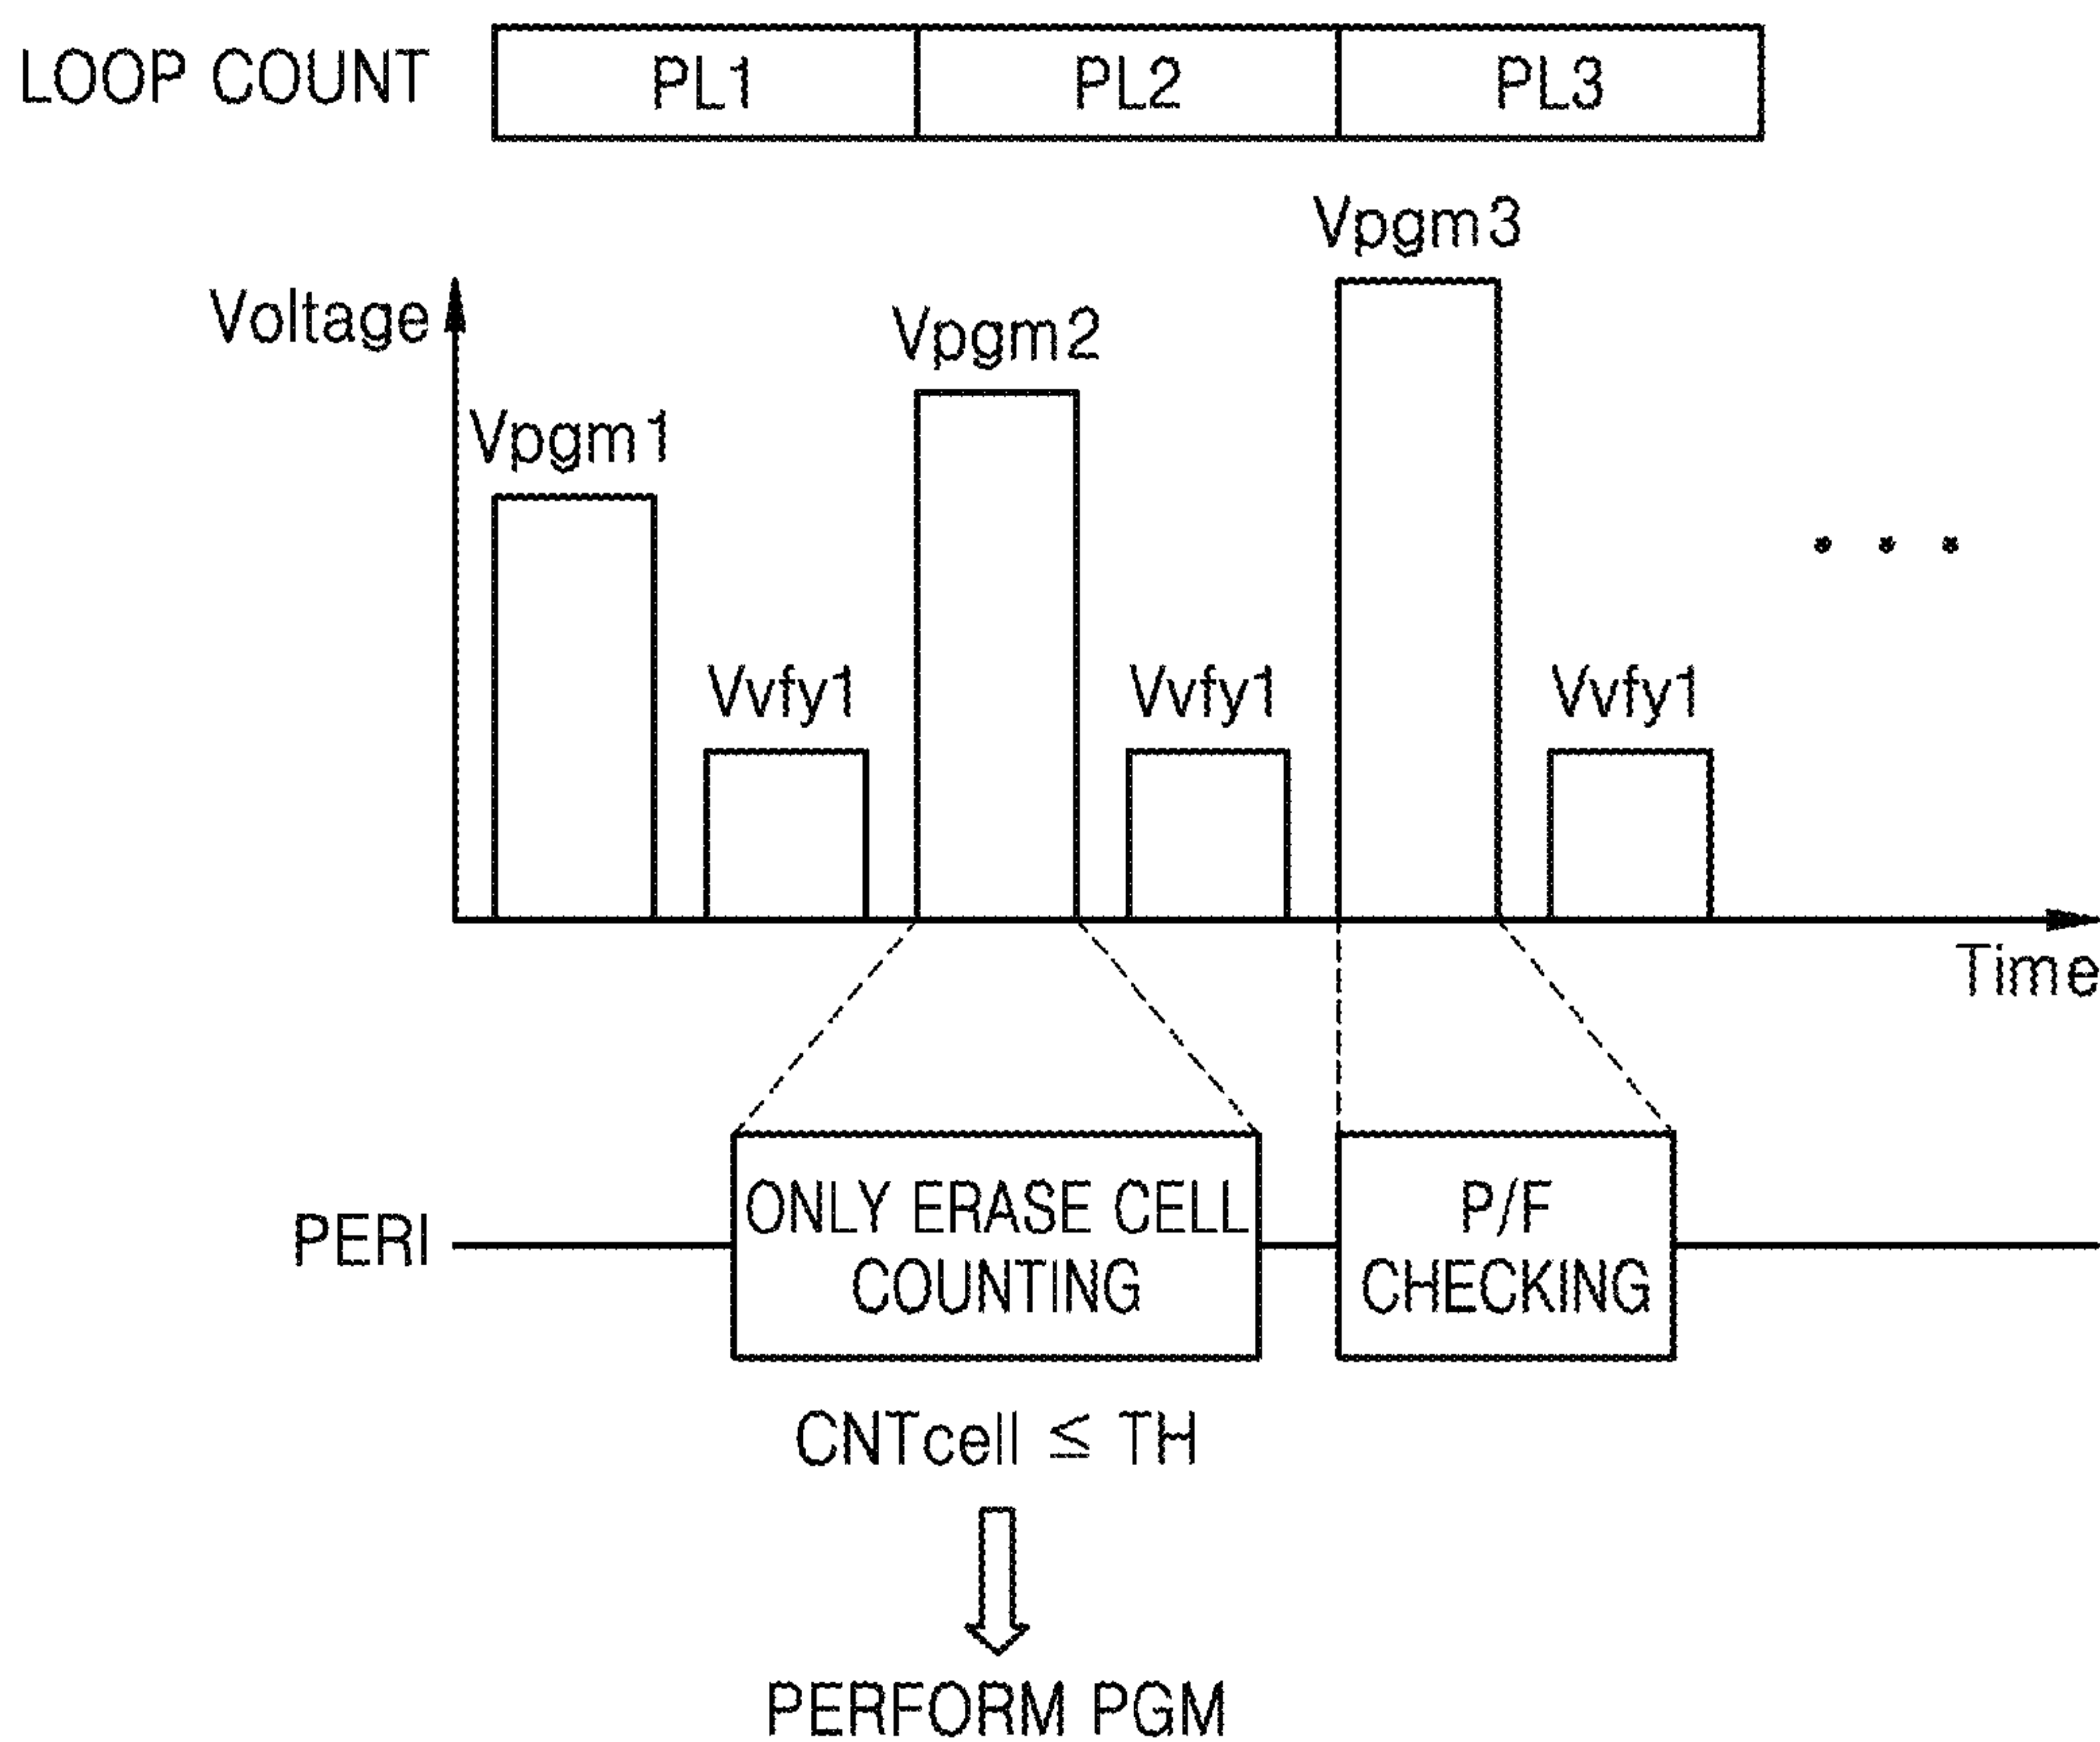 LOOP COUNT PL1 PL2 PL3
Vpgm3
Voltage
Vpgm2
Vpgm1
Vvfy1 Vvfy1 Vvfy1
Time
PERI
ONLY ERASE CELL
COUNTING
P/F
CHECKING
CNTcell ≤ TH
PERFORM PGM